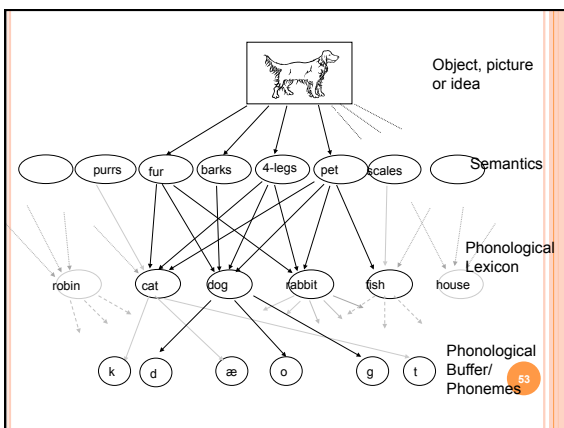 Object, picture
or idea
purrs fur barks 4-legs pet scales Semantics
Phonological
Lexicon
robin cat dog rabbit fish house
Phonological
Buffer/
Phonemes
k d æ o g t
53